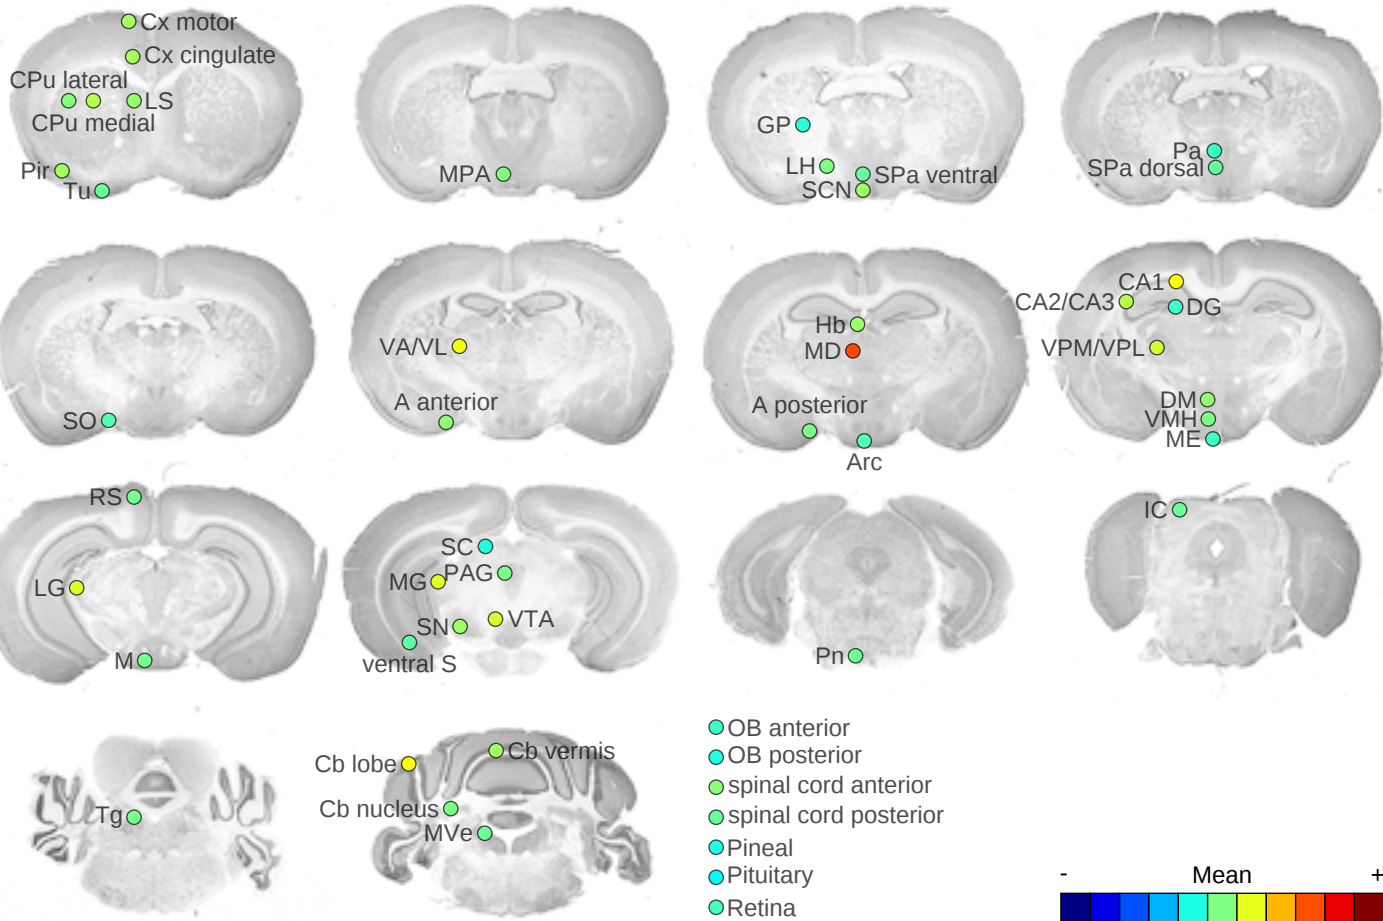 Cx motor
Cx cingulate
CPu lateral
LS
CPu medial
Pir
Tu
MPA
GP
LH
SPa ventral
SCN
Pa
SPa dorsal
SO
VA/VL
A anterior
Hb
MD
A posterior
Arc
CA1
CA2/CA3
DG
VPM/VPL
DM
VMH
ME
RS
LG
M
SC
PAG
MG
VTA
SN
ventral S
Pn
IC
Tg
Cb lobe
Cb vermis
Cb nucleus
MVe
OB anterior
OB posterior
spinal cord anterior
spinal cord posterior
Pineal
Pituitary
Retina
- Mean +